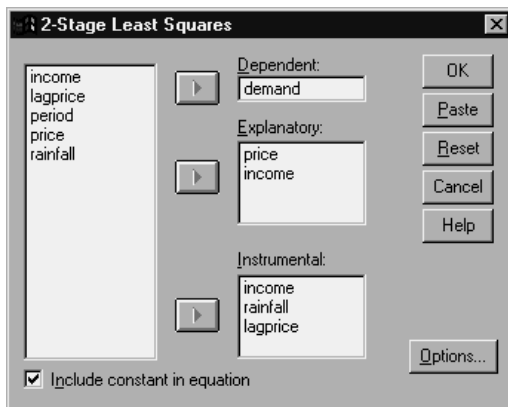 2-Stage Least Squares
income
lagprice
period
price
rainfall
Dependent:
demand
Explanatory:
price
income
Instrumental:
income
rainfall
lagprice
Include constant in equation
OK
Paste
Reset
Cancel
Help
Options...